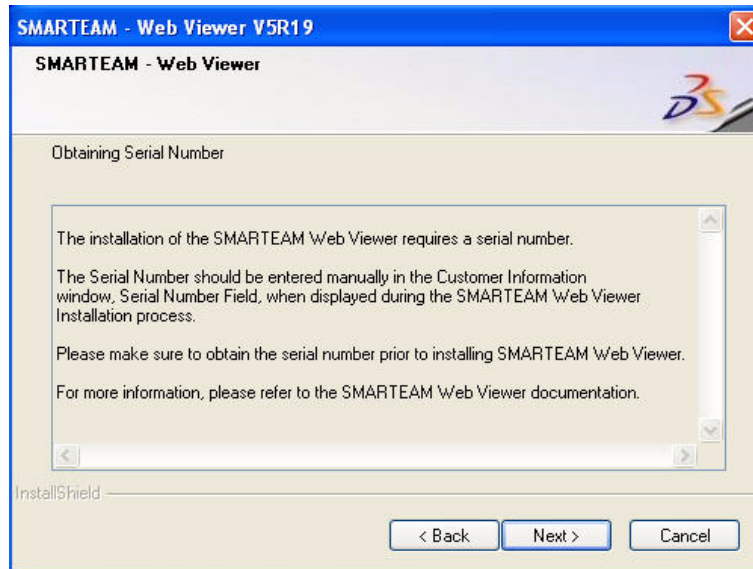 SMARTEAM - Web Viewer V5R19
SMARTEAM - Web Viewer
DS
Obtaining Serial Number
The installation of the SMARTEAM Web Viewer requires a serial number.
The Serial Number should be entered manually in the Customer Information
window, Serial Number Field, when displayed during the SMARTEAM Web Viewer
Installation process.
Please make sure to obtain the serial number prior to installing SMARTEAM Web Viewer.
For more information, please refer to the SMARTEAM Web Viewer documentation.
InstallShield
< Back
Next >
Cancel